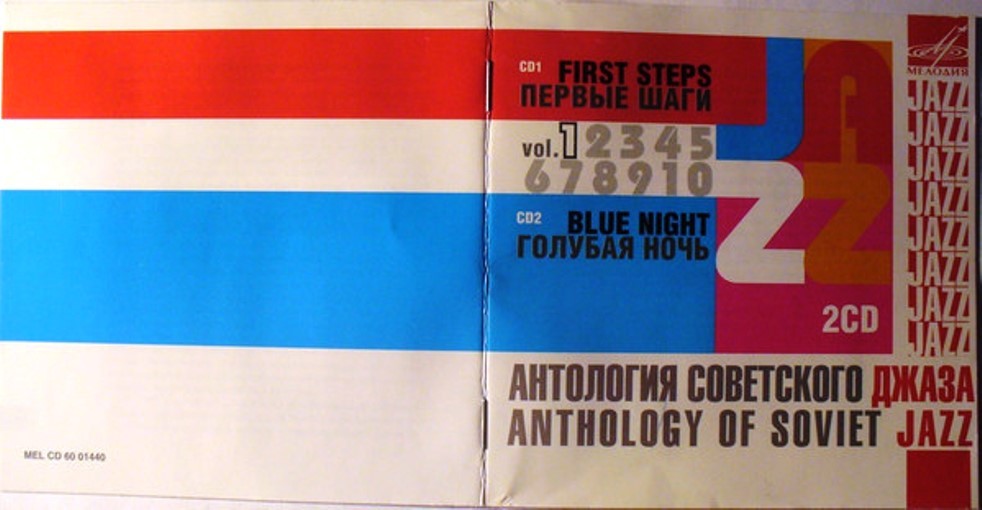 CD1 FIRST STEPS
ПЕРВЫЕ ШАГИ
vol.1 2 3 4 5
6 7 8 9 10
CD2 BLUE NIGHT
ГОЛУБАЯ НОЧЬ
JAZZ
2CD
МЕЛОДИЯ
JAZZ
JAZZ
JAZZ
JAZZ
JAZZ
JAZZ
JAZZ
JAZZ
АНТОЛОГИЯ СОВЕТСКОГО ДЖАЗА
ANTHOLOGY OF SOVIET JAZZ
MEL CD 60 01440